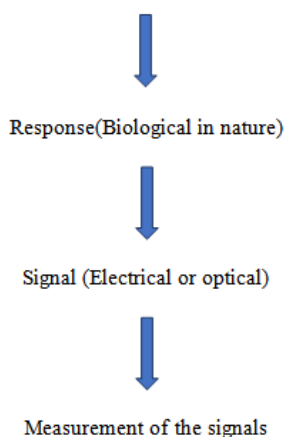 Response(Biological in nature)
Signal (Electrical or optical)
Measurement of the signals